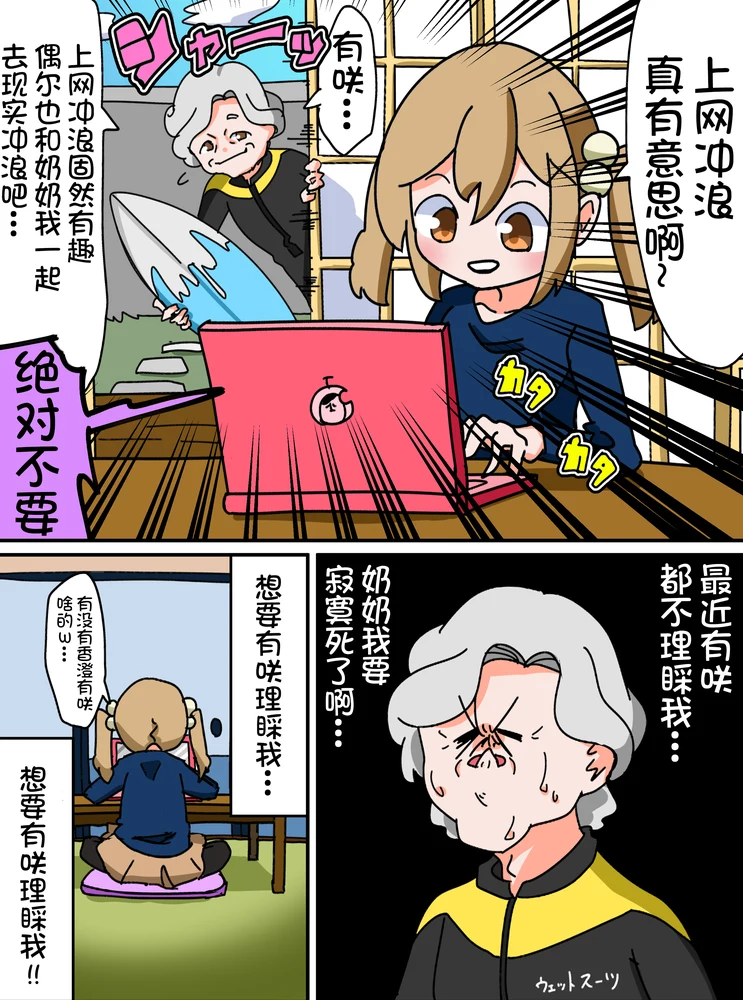 上网冲浪
真有意思啊~
有咲…
シャーッ
上网冲浪固然有趣
偶尔也和奶奶我一起
去现实冲浪吧…
カタ
カタ
绝对不要
最近有咲
都不理睬我…
奶奶我要
寂寞死了啊…
ウェットスーツ
想要有咲理睬我…
有没有香澄有咲
啥的w…
想要有咲理睬我!!